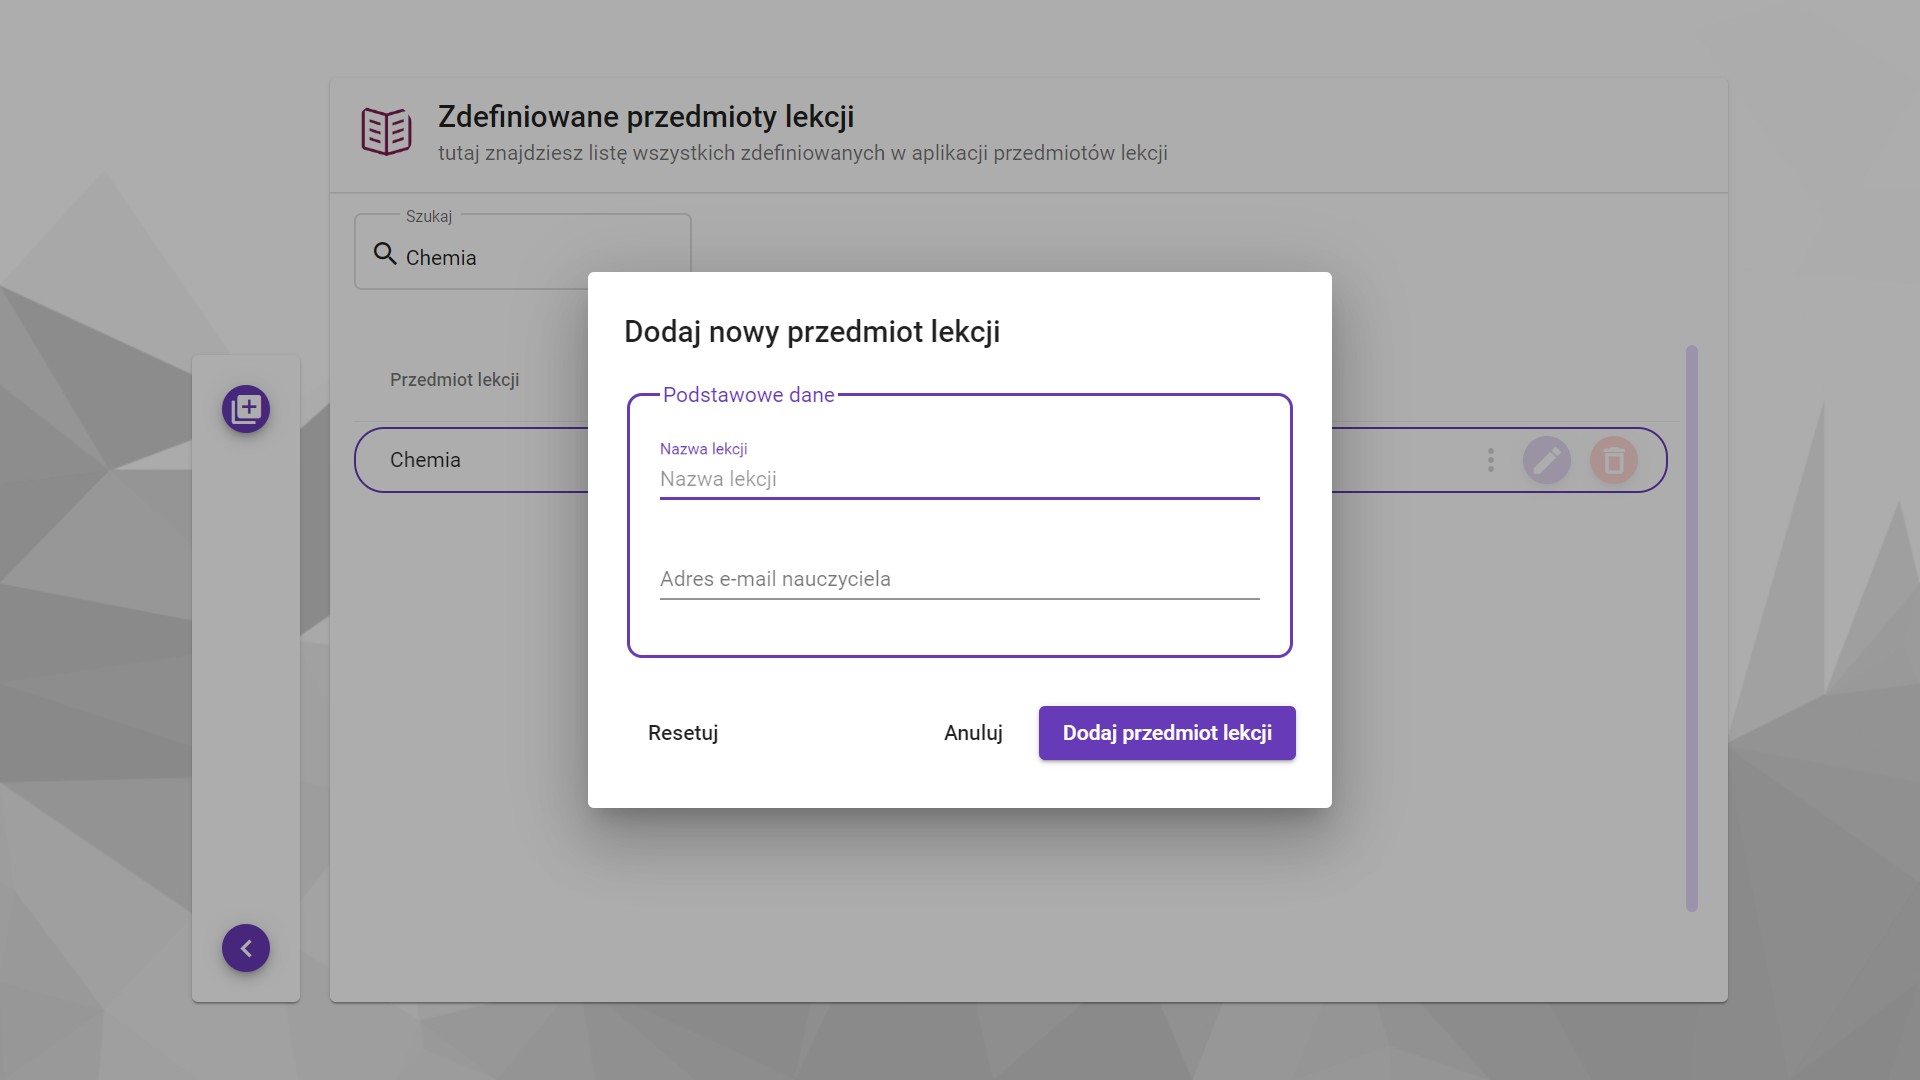 Zdefiniowane przedmioty lekcji
tutaj znajdziesz listę wszystkich zdefiniowanych w aplikacji przedmiotów lekcji
Szukaj
Chemia
Przedmiot lekcji
Chemia
Dodaj nowy przedmiot lekcji
Podstawowe dane
Nazwa lekcji
Nazwa lekcji
Adres e-mail nauczyciela
Resetuj
Anuluj
Dodaj przedmiot lekcji